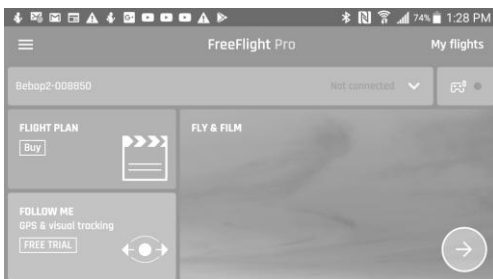 74% 1:28 PM
FreeFlight Pro
My flights
Bebop2-008850
Not connected
FLIGHT PLAN
Buy
FLY & FILM
FOLLOW ME
GPS & visual tracking
FREE TRIAL